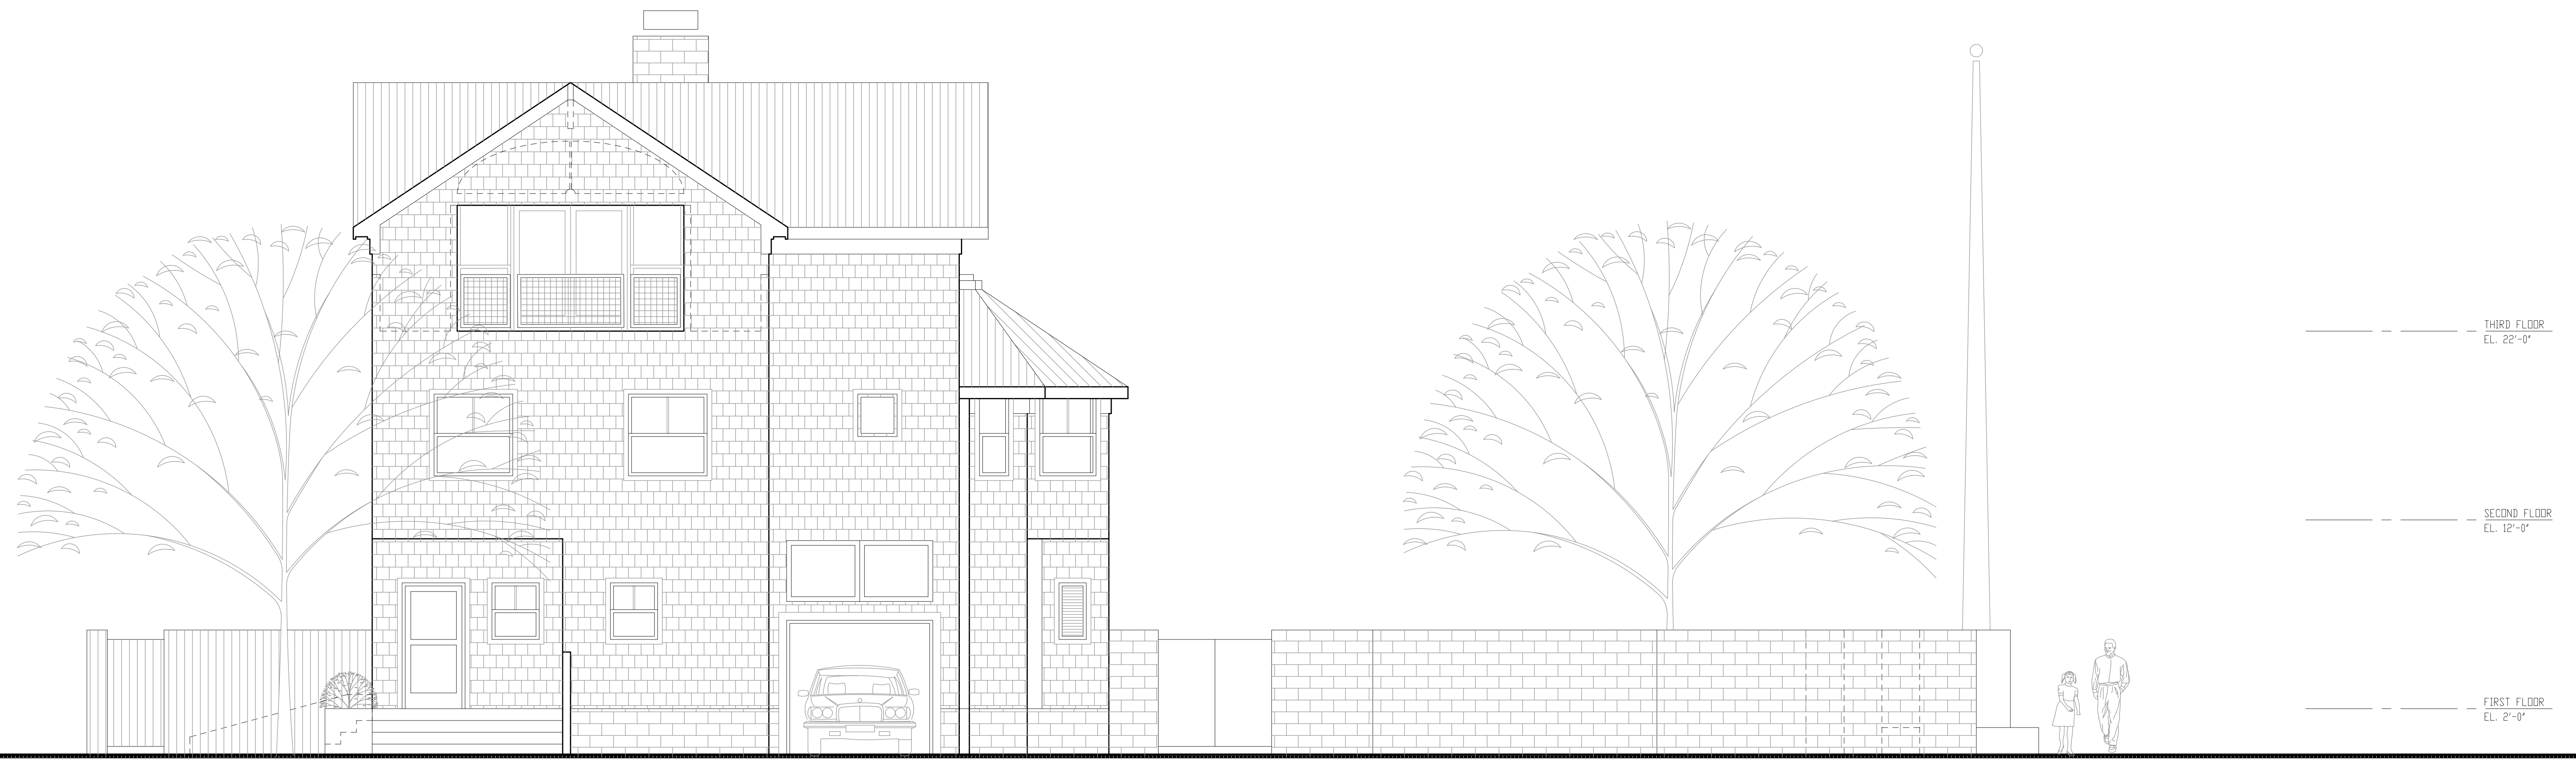 THIRD FLOOR
EL. 22'-0"
SECOND FLOOR
EL. 12'-0"
FIRST FLOOR
EL. 2'-0"